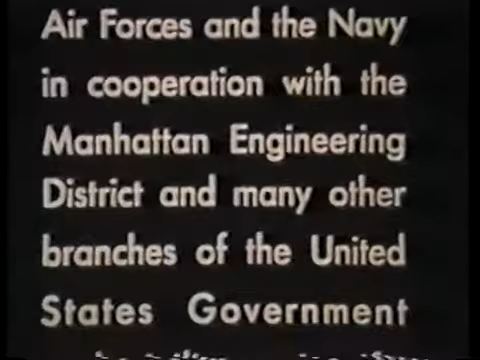 Air Forces and the Navy
in cooperation with the
Manhattan Engineering
District and many other
branches of the United
States Government